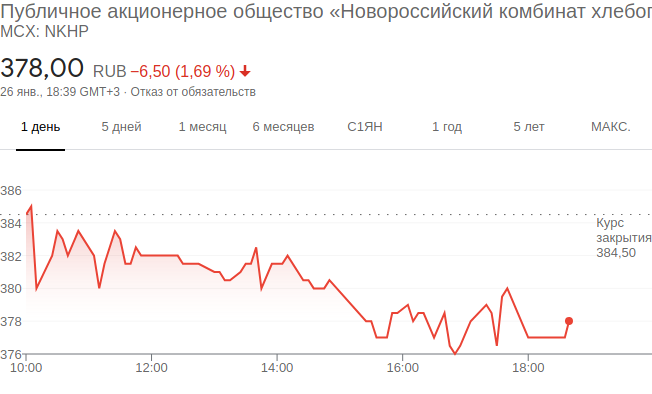 Публичное акционерное общество «Новороссийский комбинат
MCX: NKHP
378,00 RUB −6,50 (1,69 %)
26 янв., 18:39 GMT+3 · Отказ от обязательств
1 день 5 дней 1 месяц 6 месяцев С1ЯН 1 год 5 лет МАКС.
386
384
382
380
378
376
Курс
закрытия
384,50
10:00 12:00 14:00 16:00 18:00